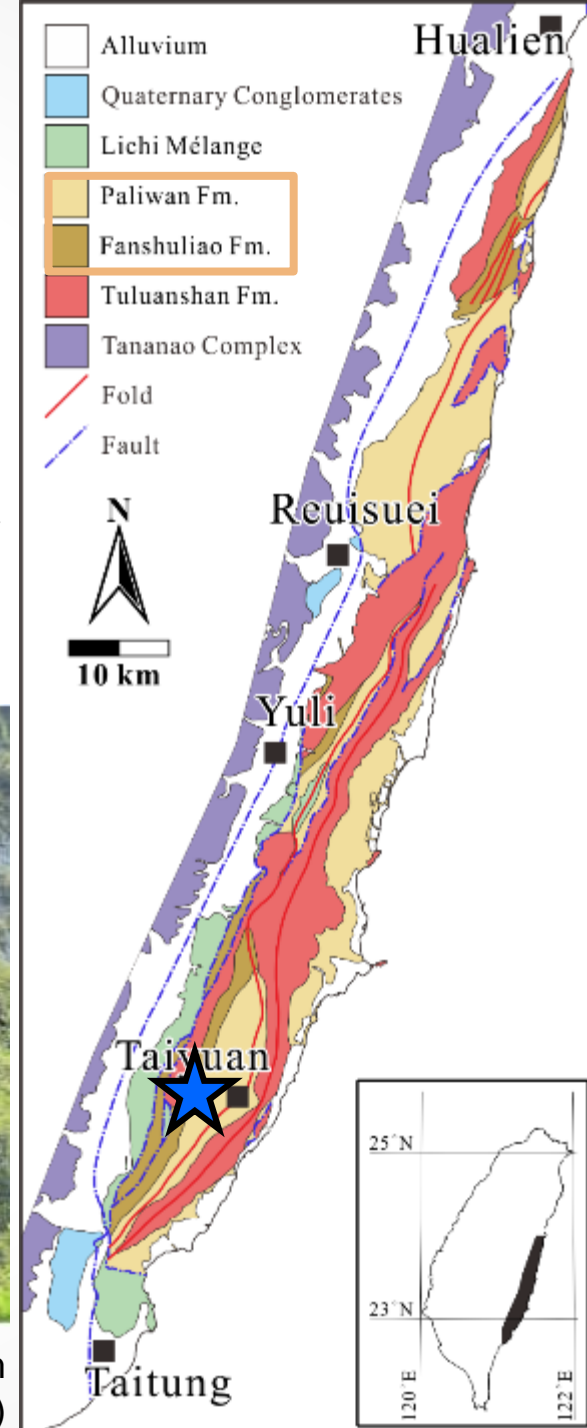 Hualien
Alluvium
Quaternary Conglomerates
Lichi Mélange
Paliwan Fm.
Fanshuliao Fm.
Tuluanshan Fm.
Tananao Complex
Fold
Fault
N
10 km
Reuisuei
Yuli
Taiyuan
Taitung
25°N
23°N
120°E
122°E
n
)